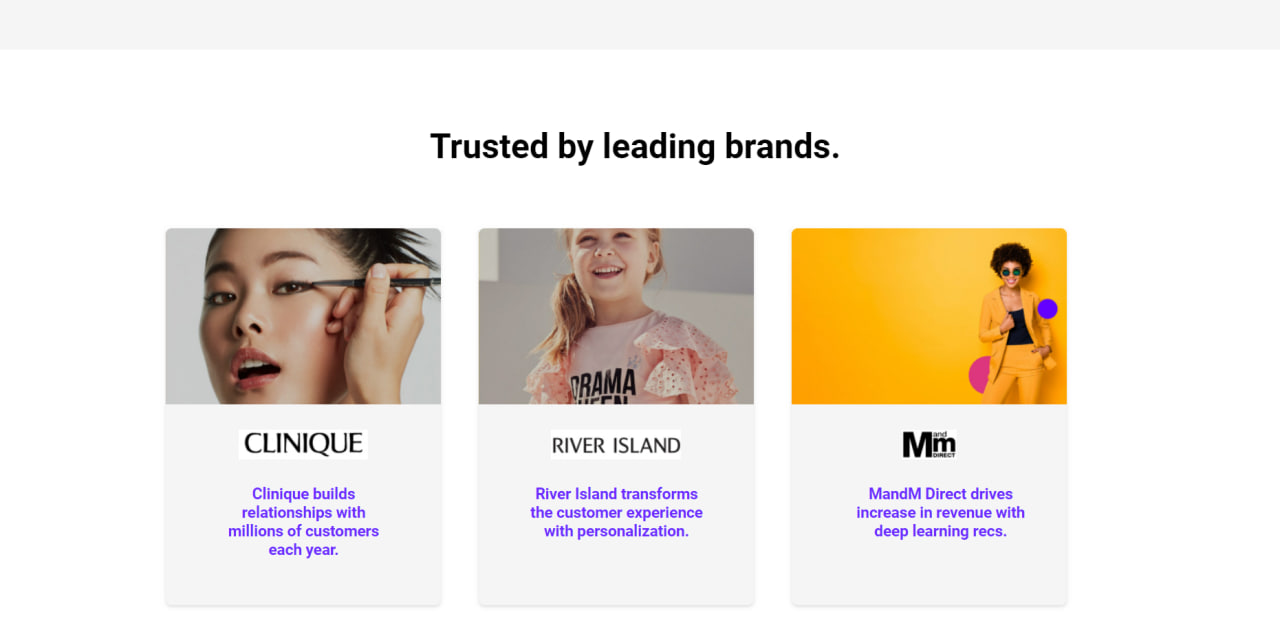 Trusted by leading brands.
DRAMA
QUEEN
CLINIQUE
RIVER ISLAND
M and m
DIRECT
Clinique builds
relationships with
millions of customers
each year.
River Island transforms
the customer experience
with personalization.
MandM Direct drives
increase in revenue with
deep learning recs.